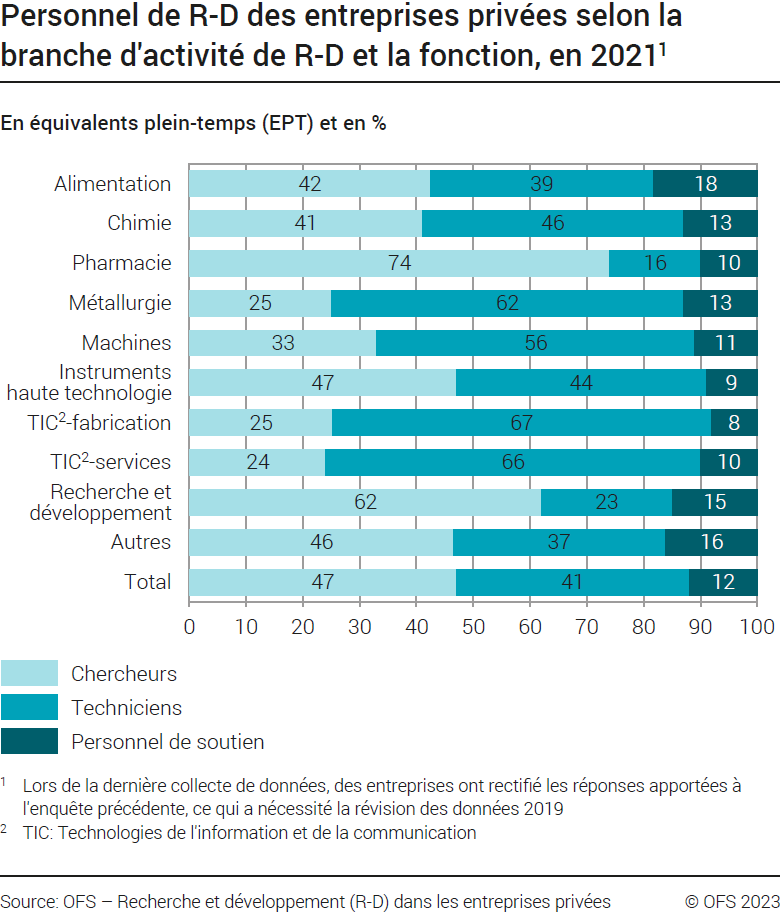 Personnel de R-D des entreprises privées selon la
branche d'activité de R-D et la fonction, en 2021¹
En équivalents plein-temps (EPT) et en %
Alimentation 42 39 18
Chimie 41 46 13
Pharmacie 74 16 10
Métallurgie 25 62 13
Machines 33 56 11
Instruments
haute technologie 47 44 9
TIC²-fabrication 25 67 8
TIC²-services 24 66 10
Recherche et
développement 62 23 15
Autres 46 37 16
Total 47 41 12
0 10 20 30 40 50 60 70 80 90 100
Chercheurs
Techniciens
Personnel de soutien
¹ Lors de la dernière collecte de données, des entreprises ont rectifié les réponses apportées à
l'enquête précédente, ce qui a nécessité la révision des données 2019
² TIC: Technologies de l'information et de la communication
Source: OFS – Recherche et développement (R-D) dans les entreprises privées © OFS 2023